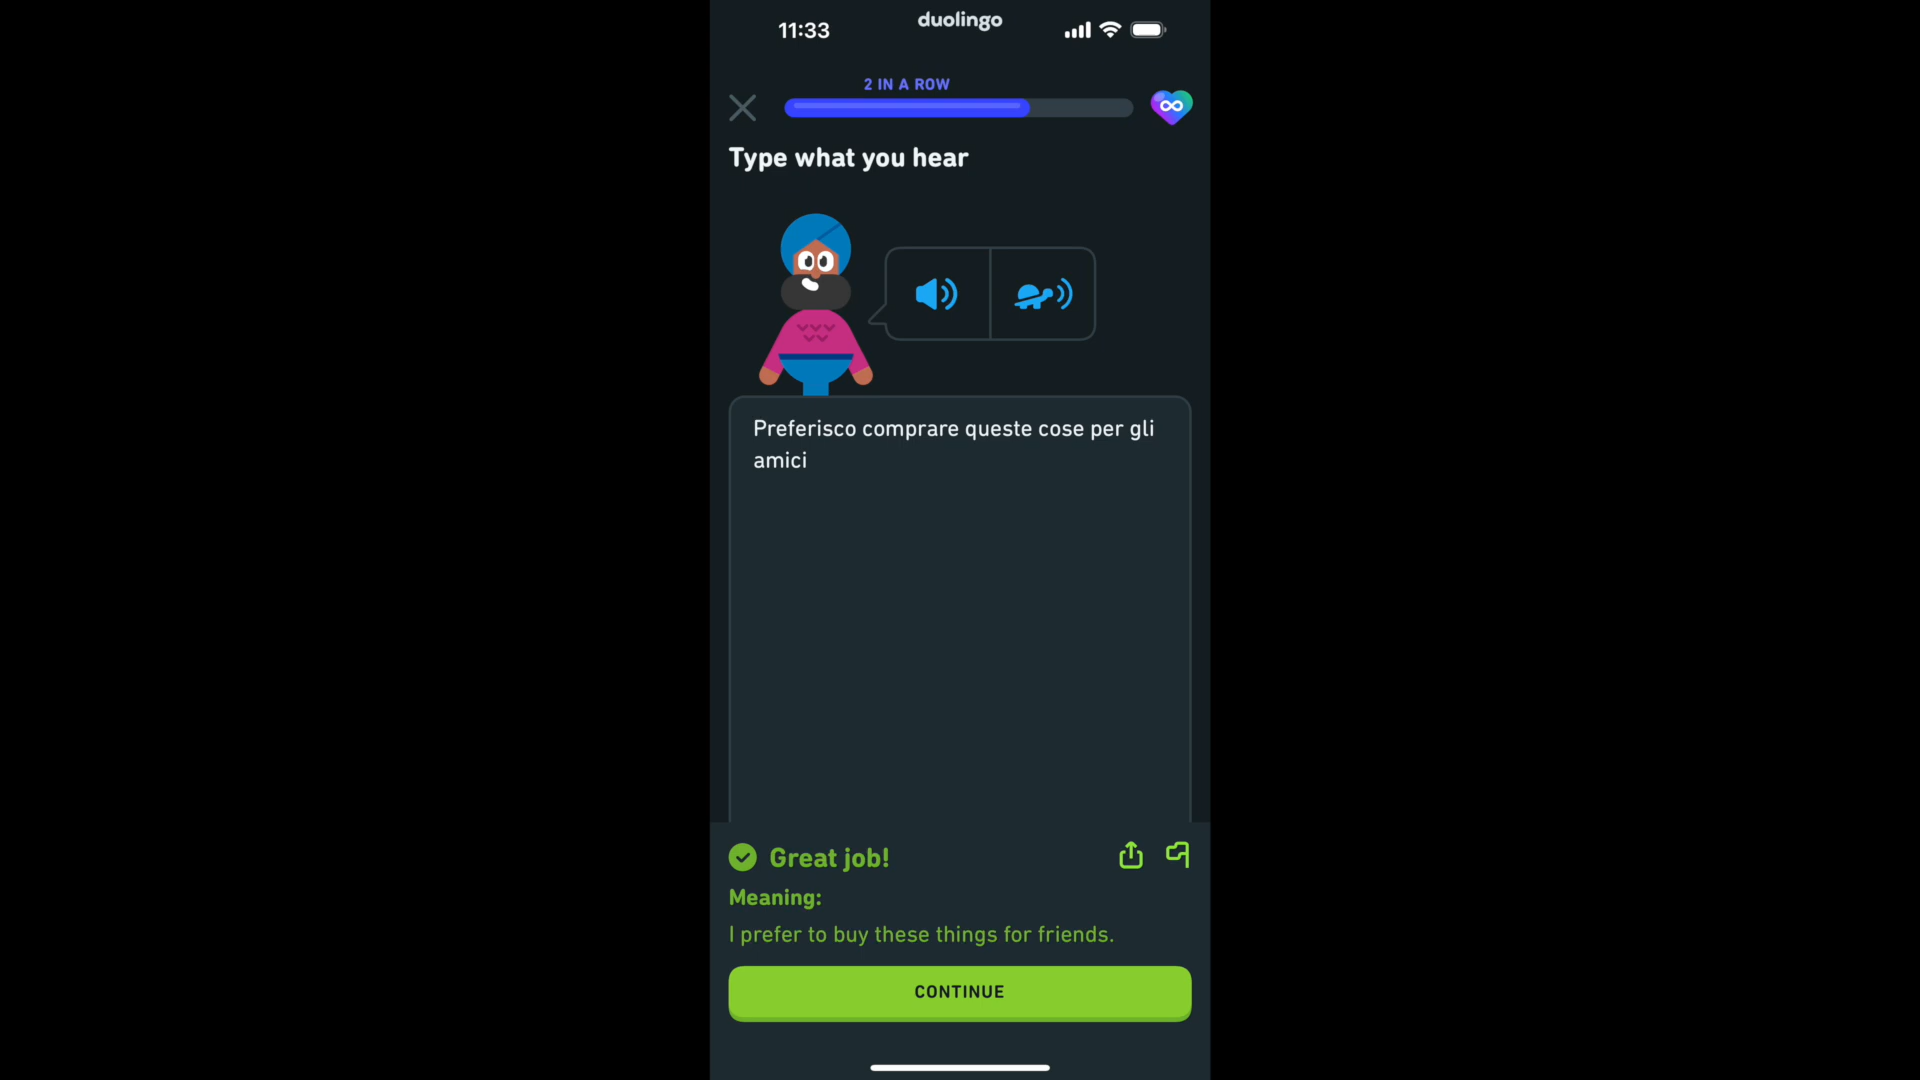 11:33
duolingo
2 IN A ROW
Type what you hear
Preferisco comprare queste cose per gli
amici
Great job!
Meaning:
I prefer to buy these things for friends.
CONTINUE